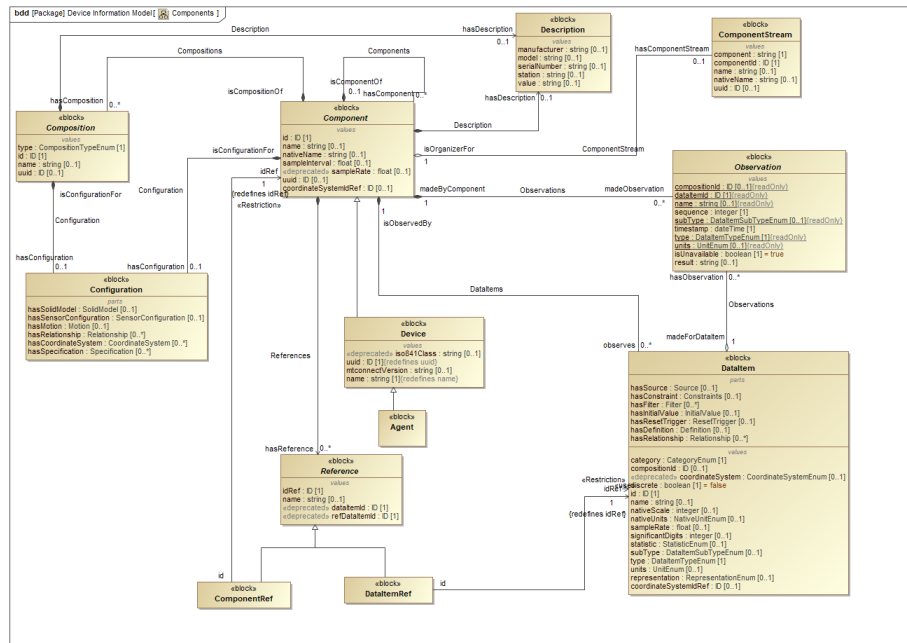 bdd [Package] Device Information Model [ Components ]
Description
hasDescription
0..1
Compositions
Components
isCompositionOf
isComponentOf
0..1
hasComponent
0..*
hasComposition
0..*
«block»
Description
values
manufacturer : string [0..1]
model : string [0..1]
serialNumber : string [0..1]
station : string [0..1]
value : string [0..1]
hasDescription
0..1
Description
hasComponentStream
0..1
«block»
ComponentStream
values
component : string [1]
componentId : ID [1]
name : string [0..1]
nativeName : string [0..1]
uuid : ID [0..1]
isOrganizerFor
1
ComponentStream
«block»
Composition
values
type : CompositionTypeEnum [1]
id : ID [1]
name : string [0..1]
uuid : ID [0..1]
isConfigurationFor
Configuration
hasConfiguration
0..1
isConfigurationFor
Configuration
hasConfiguration
0..1
«block»
Component
values
id : ID [1]
name : string [0..1]
nativeName : string [0..1]
sampleInterval : float [0..1]
«deprecated» sampleRate : float [0..1]
uuid : ID [0..1]
coordinateSystemIdRef : ID [0..1]
idRef
1
{redefines idRef}
«Restriction»
madeByComponent
1
Observations
madeObservation
0..*
1
isObservedBy
«block»
Observation
values
compositionId : ID [0..1]{readOnly}
dataItemId : ID [1]{readOnly}
name : string [0..1]{readOnly}
sequence : integer [1]
subType : DataItemSubTypeEnum [0..1]{readOnly}
timestamp : dateTime [1]
type : DataItemTypeEnum [1]{readOnly}
units : UnitEnum [0..1]{readOnly}
isUnavailable : boolean [1] = true
result : string [0..1]
hasObservation
0..*
Observations
madeForDataItem
1
«block»
Configuration
parts
hasSolidModel : SolidModel [0..1]
hasSensorConfiguration : SensorConfiguration [0..1]
hasMotion : Motion [0..1]
hasRelationship : Relationship [0..*]
hasCoordinateSystem : CoordinateSystem [0..*]
hasSpecification : Specification [0..*]
DataItems
observes
0..*
«block»
Device
values
«deprecated» iso841Class : string [0..1]
uuid : ID [1]{redefines uuid}
mtconnectVersion : string [0..1]
name : string [1]{redefines name}
«block»
Agent
References
hasReference
0..*
«block»
Reference
values
idRef : ID [1]
name : string [0..1]
«deprecated» dataItemId : ID [1]
«deprecated» refDataItemId : ID [1]
«block»
DataItem
parts
hasSource : Source [0..1]
hasConstraint : Constraints [0..1]
hasFilter : Filter [0..*]
hasInitialValue : InitialValue [0..1]
hasResetTrigger : ResetTrigger [0..1]
hasDefinition : Definition [0..1]
hasRelationship : Relationship [0..*]
values
category : CategoryEnum [1]
compositionId : ID [0..1]
«deprecated» coordinateSystem : CoordinateSystemEnum [0..1]
discrete : boolean [1] = false
id : ID [1]
name : string [0..1]
nativeScale : integer [0..1]
nativeUnits : NativeUnitEnum [0..1]
sampleRate : float [0..1]
significantDigits : integer [0..1]
statistic : StatisticEnum [0..1]
subType : DataItemSubTypeEnum [0..1]
type : DataItemTypeEnum [1]
units : UnitEnum [0..1]
representation : RepresentationEnum [0..1]
coordinateSystemIdRef : ID [0..1]
«Restriction»
idRef
1
{redefines idRef}
id
«block»
ComponentRef
«block»
DataItemRef
id